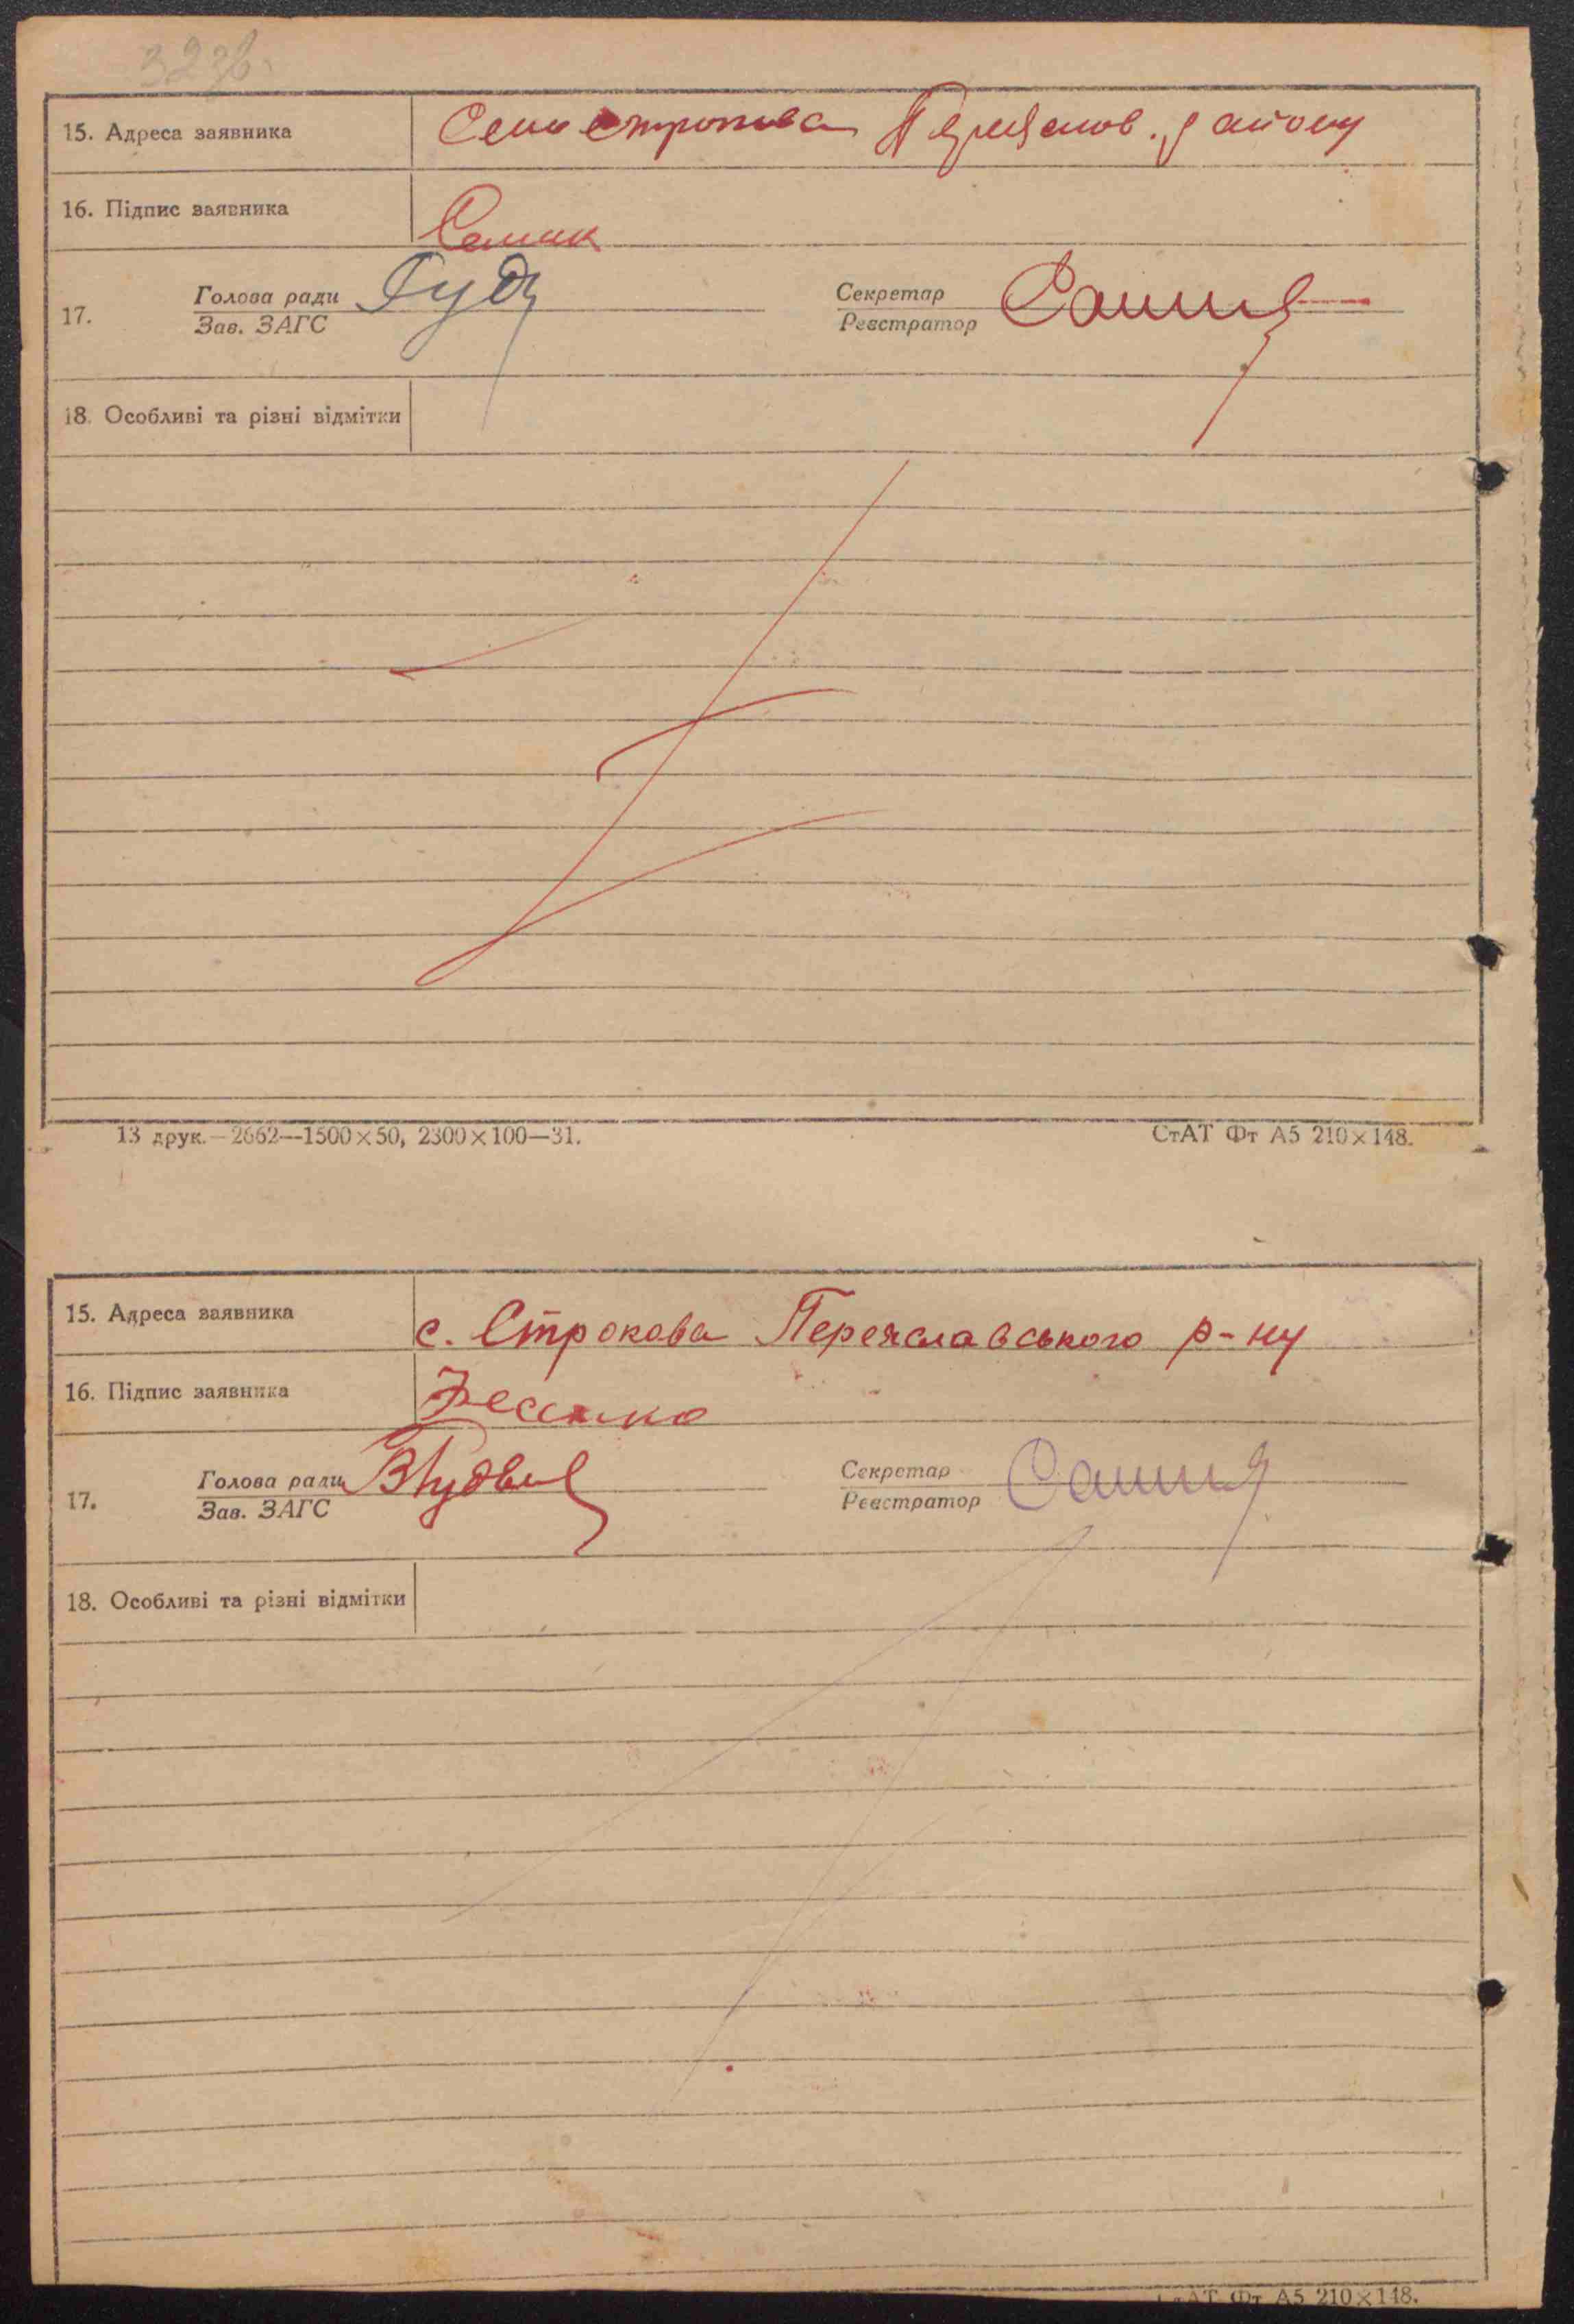 323в.
15. Адреса заявника Село Строкова Переяслов. району
16. Підпис заявника Самик
17. Голова ради Секретар
Зав. ЗАГС Реєстратор
18. Особливі та різні відмітки
13 друк.—2662—1500×50, 2300×100—31. СтАТ Фт А5 210×148.
15. Адреса заявника с. Строкова Переяславського р-ну
16. Підпис заявника
17. Голова ради Секретар
Зав. ЗАГС Реєстратор
18. Особливі та різні відмітки
СтАТ Фт А5 210×148.